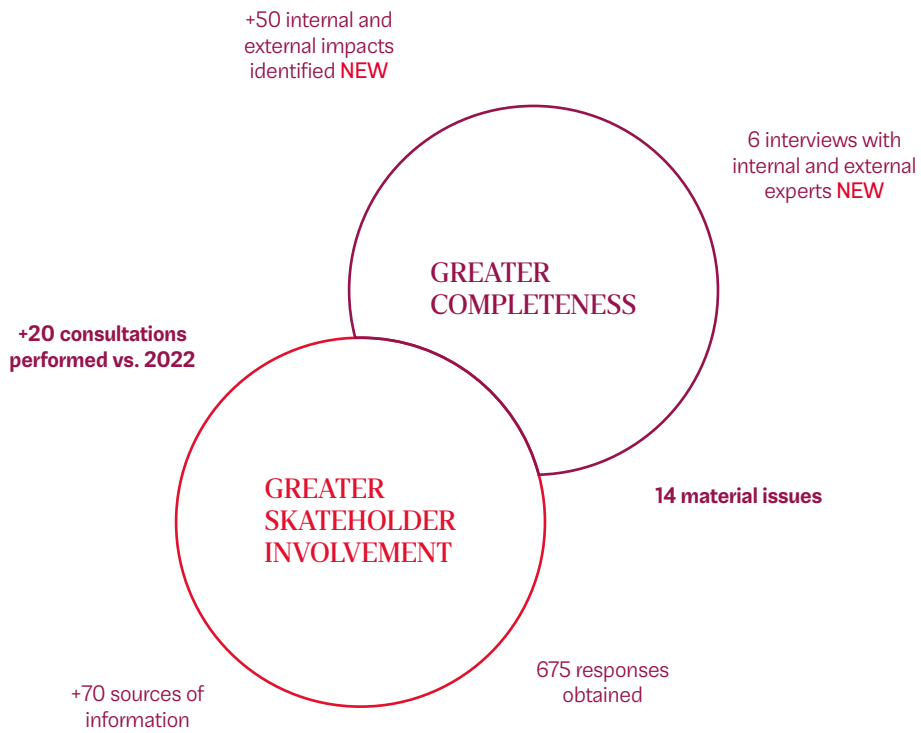 +50 internal and
external impacts
identified NEW
6 interviews with
internal and external
experts NEW
GREATER
COMPLETENESS
+20 consultations
performed vs. 2022
GREATER
SKATEHOLDER
INVOLVEMENT
14 material issues
675 responses
obtained
+70 sources of
information